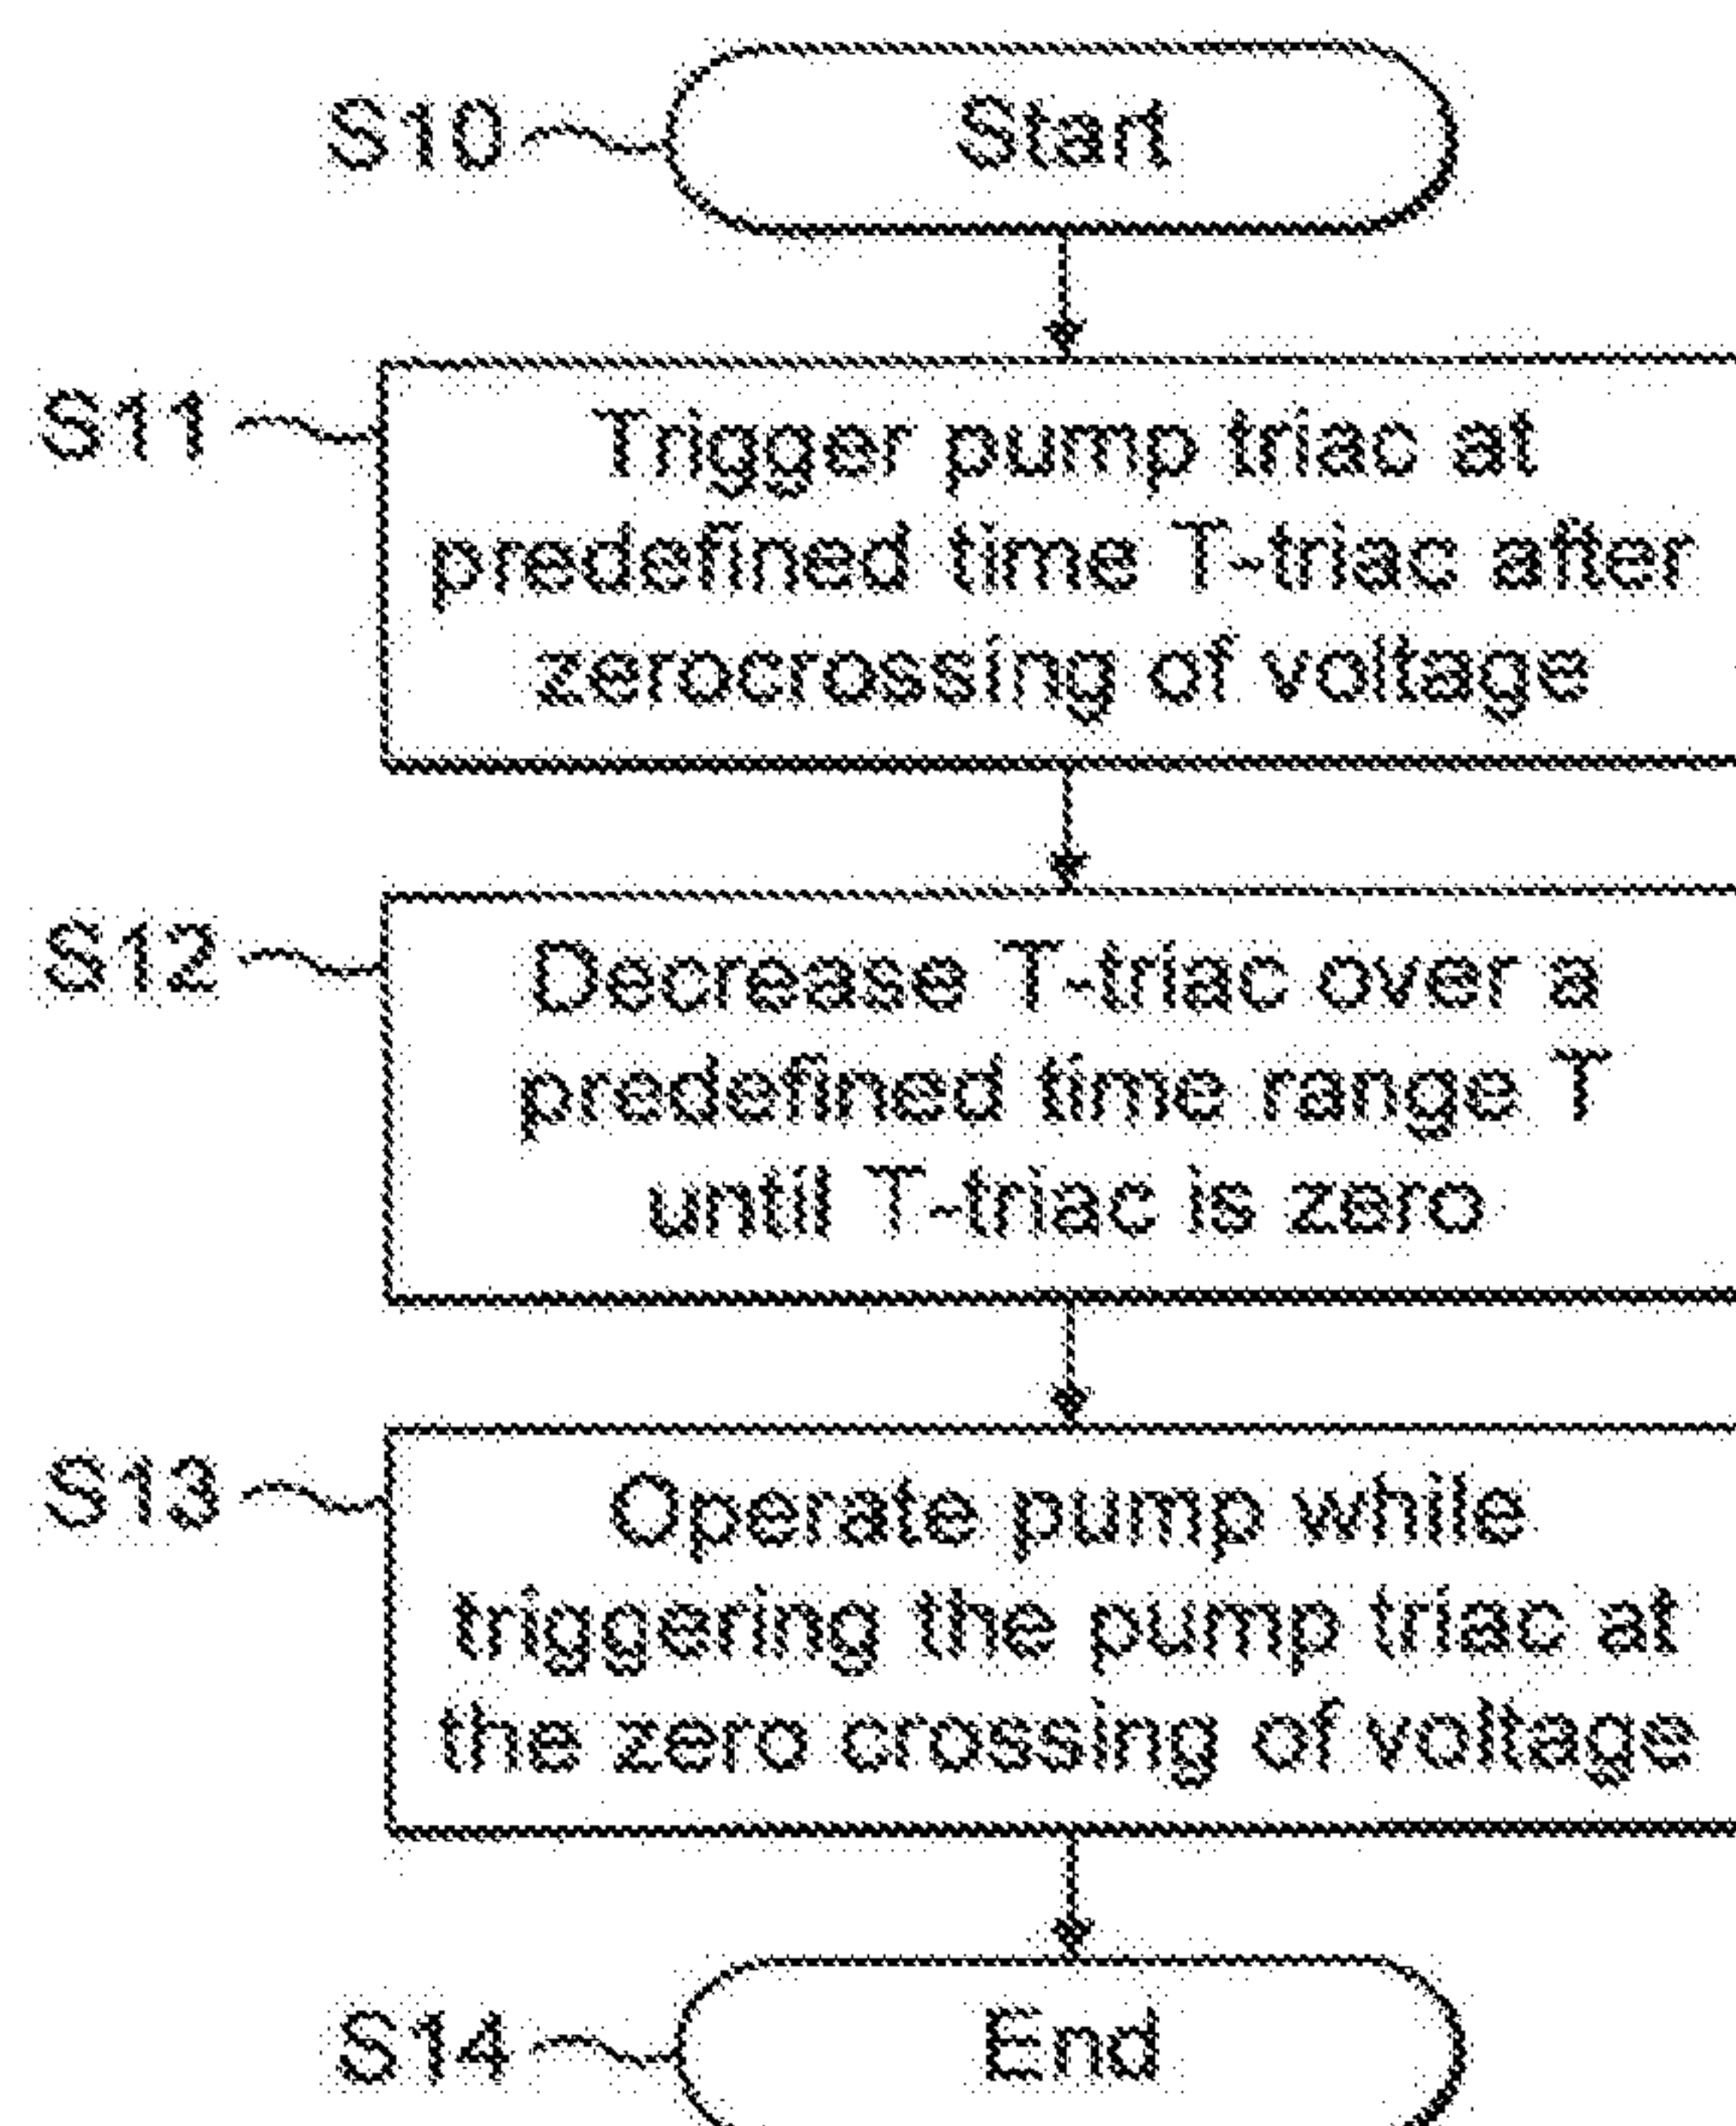 S10 Start
S11 Trigger pump triac at
predefined time T-triac after
zerocrossing of voltage
S12 Decrease T-triac over a
predefined time range T
until T-triac is zero
S13 Operate pump while
triggering the pump triac at
the zero crossing of voltage
S14 End